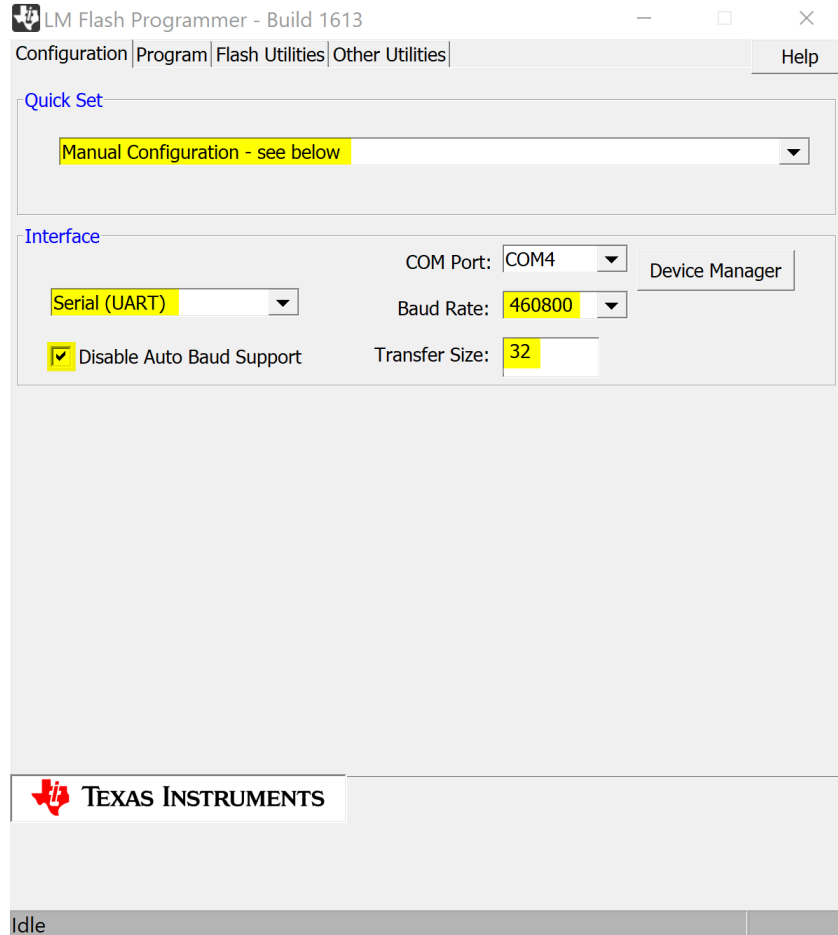 LM Flash Programmer - Build 1613
Configuration Program Flash Utilities Other Utilities Help
Quick Set
Manual Configuration - see below
Interface
COM Port: COM4 Device Manager
Serial (UART) Baud Rate: 460800
Disable Auto Baud Support Transfer Size: 32
TEXAS INSTRUMENTS
Idle